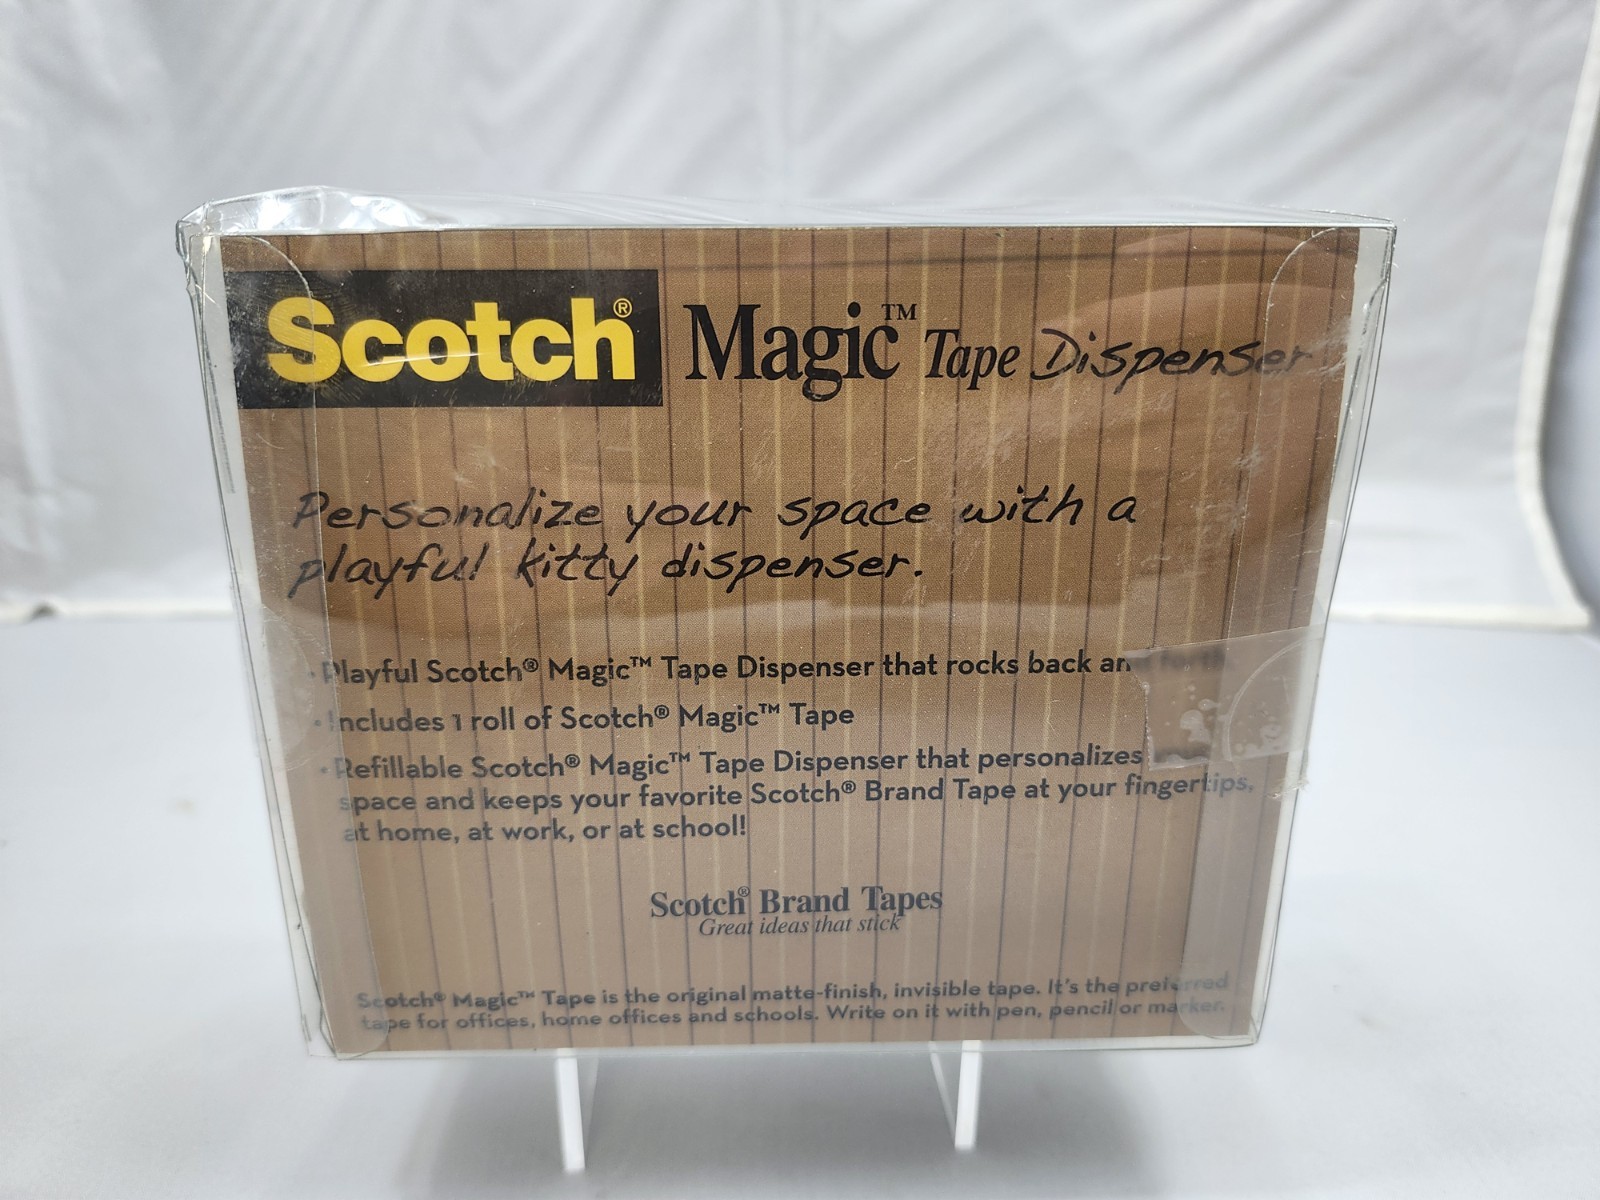 Scotch® Magic™ Tape Dispenser
Personalize your space with a
playful kitty dispenser.
• Playful Scotch® Magic™ Tape Dispenser that rocks back and forth
• Includes 1 roll of Scotch® Magic™ Tape
• Refillable Scotch® Magic™ Tape Dispenser that personalizes
space and keeps your favorite Scotch® Brand Tape at your fingertips,
at home, at work, or at school!
Scotch® Brand Tapes
Great ideas that stick
Scotch® Magic™ Tape is the original matte-finish, invisible tape. It's the preferred
tape for offices, home offices and schools. Write on it with pen, pencil or marker.